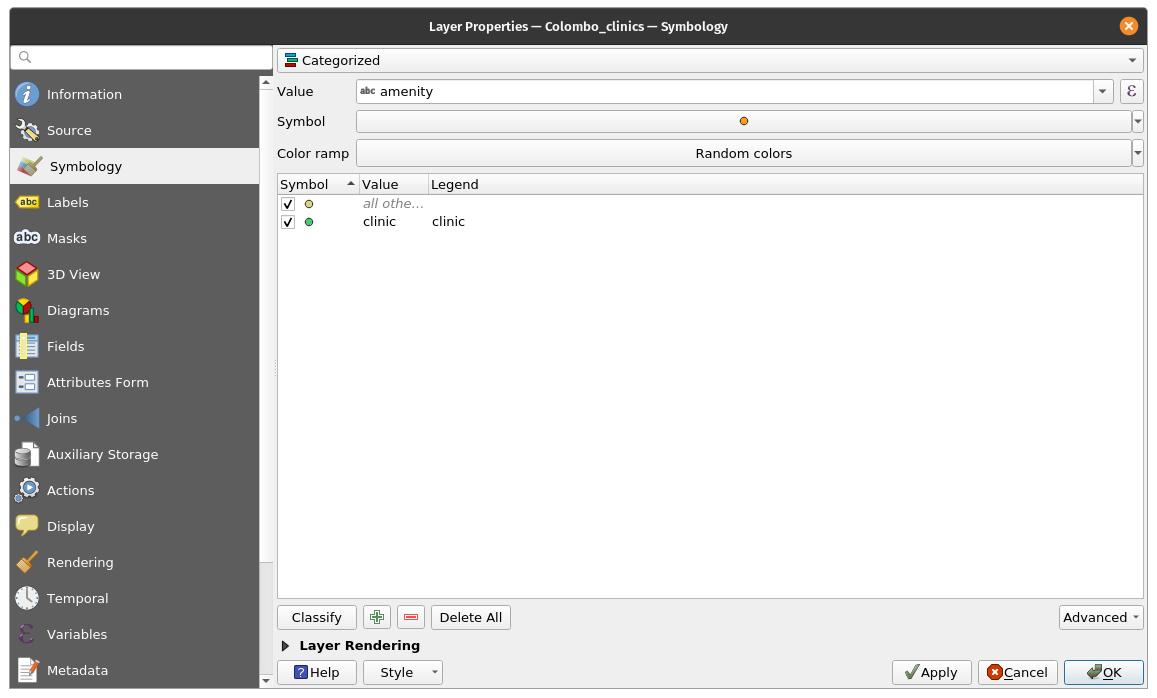 Layer Properties — Colombo_clinics — Symbology
Information
Source
Symbology
abc Labels
abc Masks
3D View
Diagrams
Fields
Attributes Form
Joins
Auxiliary Storage
Actions
Display
Rendering
Temporal
ε Variables
Metadata
Categorized
Value abc amenity ε
Symbol
Color ramp Random colors
Symbol Value Legend
all othe...
clinic clinic
Classify Delete All Advanced
Layer Rendering
? Help Style Apply Cancel OK